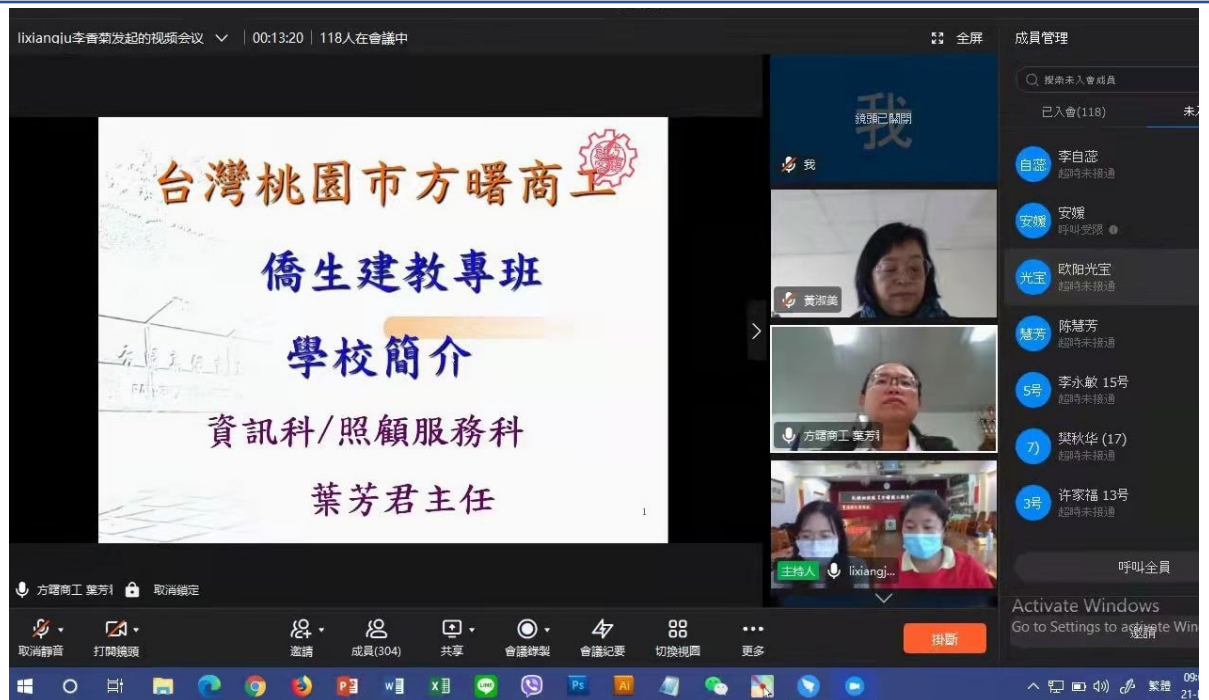 lixiangju李香菊发起的视频会议
00:13:20
118人在會議中
全屏
成員管理
搜索未入會成員
已入會(118)
未入
台灣桃園市方曙商工
僑生建教專班
學校簡介
資訊科/照顧服務科
葉芳君主任
1
我
鏡頭已關閉
我
黃淑美
方曙商工 葉芳
主持人
lixiangj...
自蕊
李自蕊
超時未接通
安媛
安媛
呼叫受限
光宝
欧阳光宝
超時未接通
慧芳
陈慧芳
超時未接通
5号
李永敏 15号
超時未接通
7)
樊秋华 (17)
超時未接通
3号
许家福 13号
超時未接通
呼叫全員
方曙商工 葉芳
取消鎖定
Activate Windows
Go to Settings to activate Win
邀請
取消靜音
打開鏡頭
邀請
成員(304)
共享
會議錄製
會議紀要
切換視圖
更多
掛斷
繁體
09:
21-